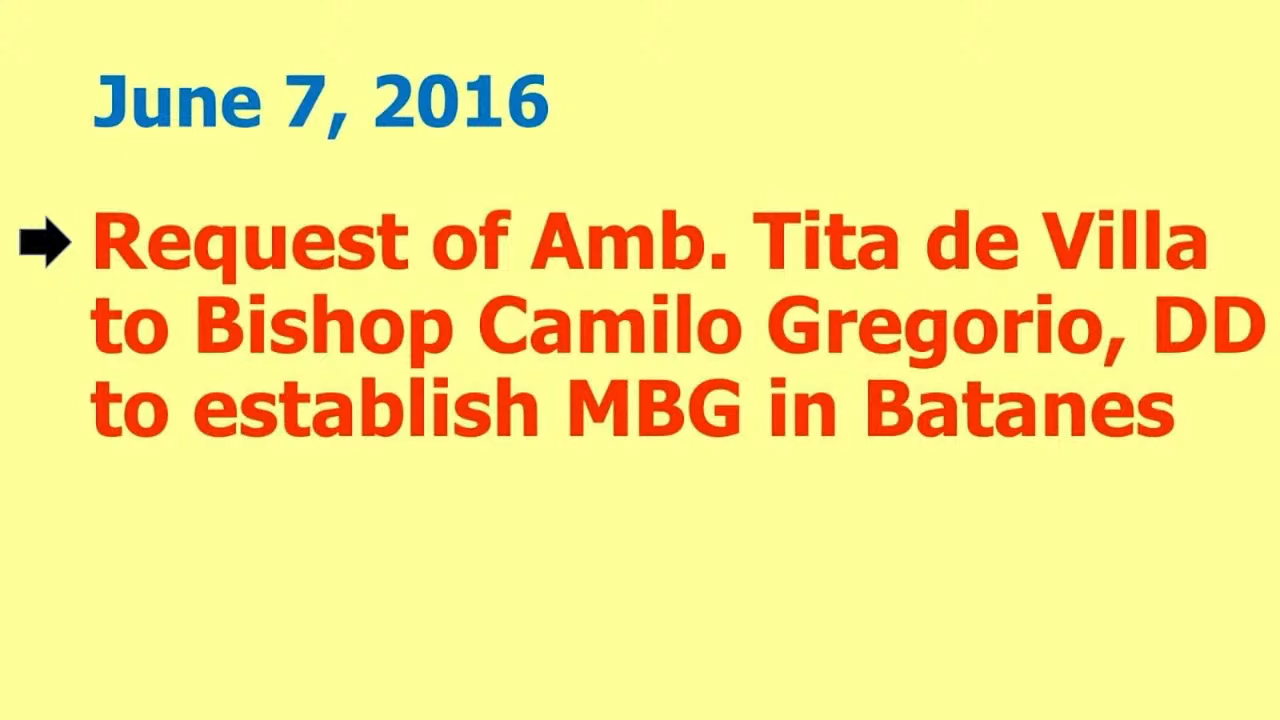 June 7, 2016
Request of Amb. Tita de Villa
to Bishop Camilo Gregorio, DD
to establish MBG in Batanes